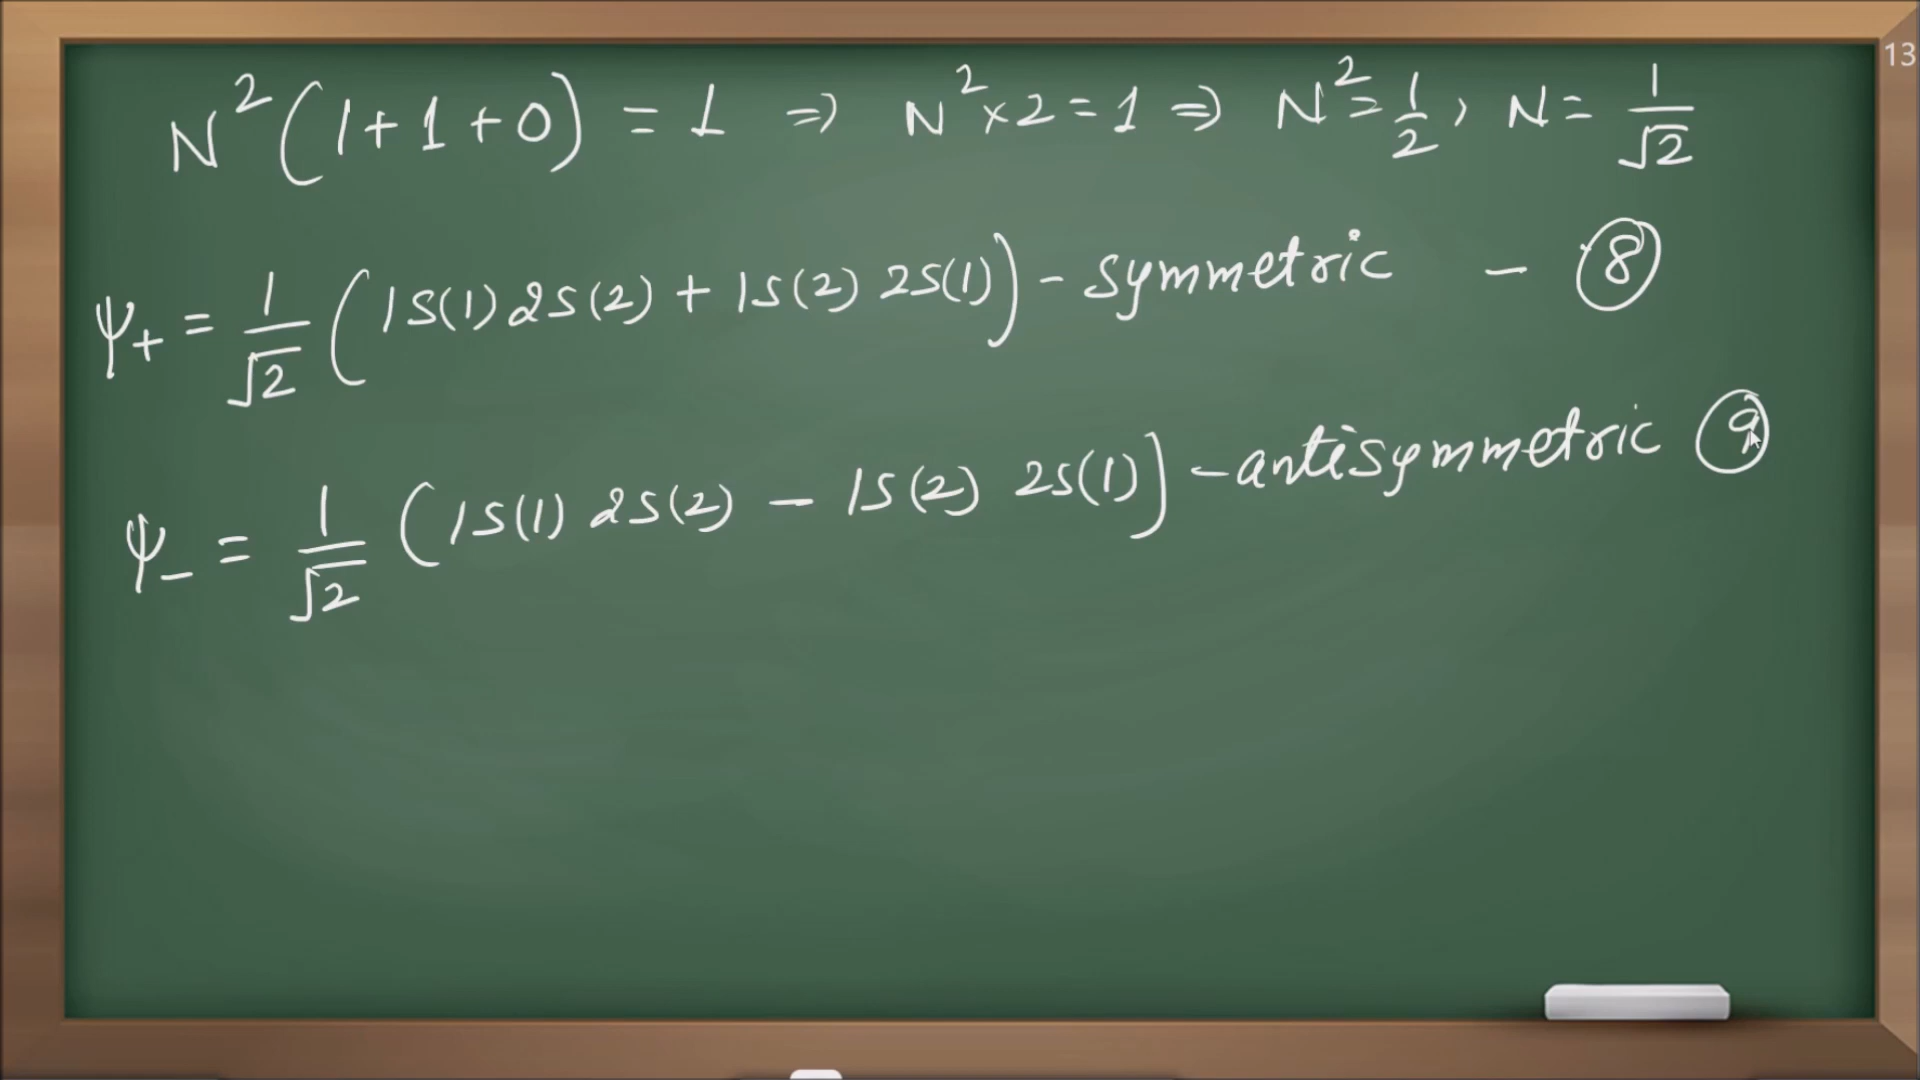 13
N² (1+1+0) = 1 ⇒ N² × 2 = 1 ⇒ N² = 1/2, N = 1/√2
ψ₊ = 1/√2 (1S(1) 2S(2) + 1S(2) 2S(1)) - symmetric - ⑧
ψ₋ = 1/√2 (1S(1) 2S(2) - 1S(2) 2S(1)) - antisymmetric ⑨